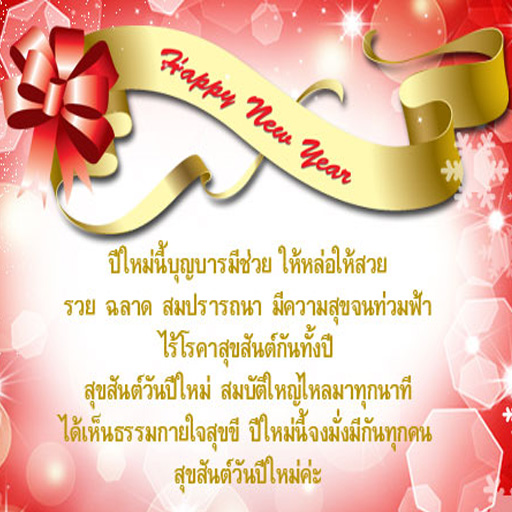 Happy New Year
ปีใหม่นี้บุญบารมีช่วย ให้หล่อให้สวย
รวย ฉลาด สมปรารถนา มีความสุขจนท่วมฟ้า
ไร้โรคาสุขสันต์กันทั้งปี
สุขสันต์วันปีใหม่ สมบัติใหญ่ไหลมาทุกนาที
ได้เห็นธรรมกายใจสุขขี ปีใหม่นี้จงมั่งมีกันทุกคน
สุขสันต์วันปีใหม่ค่ะ